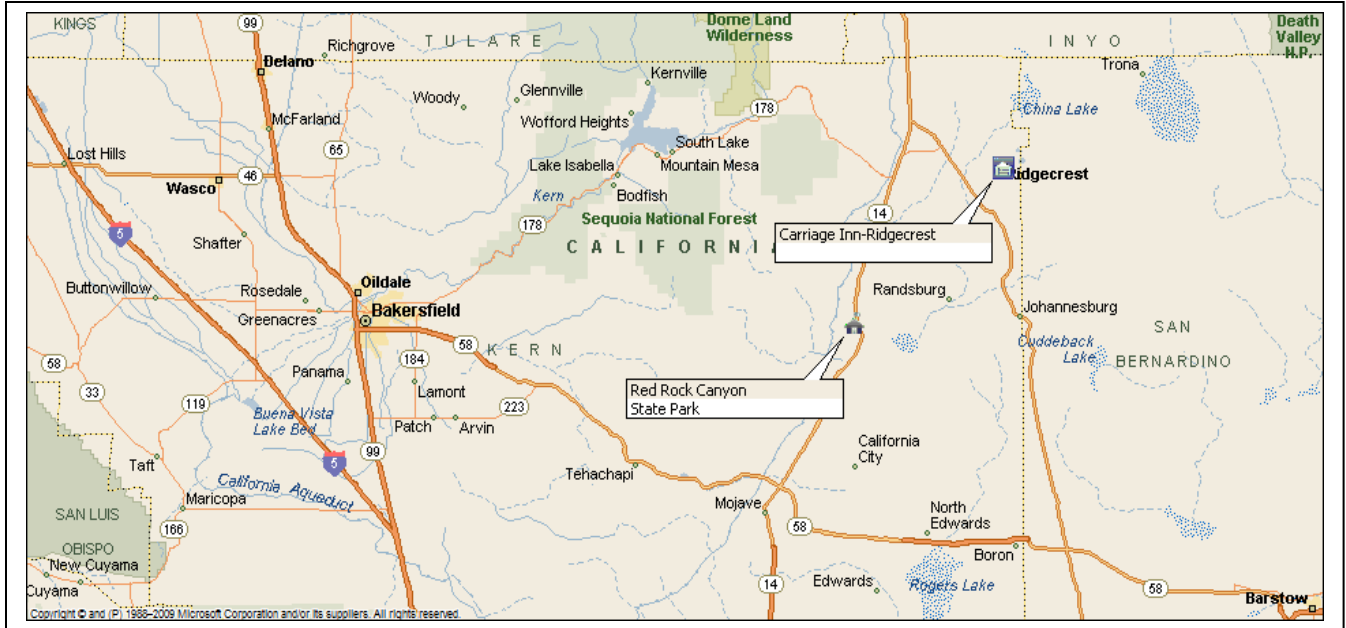 KINGS
99
Richgrove
TULARE
Dome Land
Wilderness
INYO
Death
Valley
N.P.
Delano
Kernville
Trona
Woody
Glennville
178
China Lake
McFarland
Wofford Heights
65
South Lake
Lost Hills
Lake Isabella
Mountain Mesa
46
Wasco
Ridgecrest
Kern
Bodfish
178
Sequoia National Forest
14
5
Shafter
CALIFORNIA
Carriage Inn-Ridgecrest
Buttonwillow
Rosedale
Oildale
Randsburg
Greenacres
Bakersfield
Johannesburg
SAN
BERNARDINO
58
KERN
Cuddeback
Lake
58
184
33
Panama
Lamont
Red Rock Canyon
State Park
119
Buena Vista
Lake Bed
223
Patch
Arvin
99
California
City
Taft
5
Tehachapi
California Aqueduct
Maricopa
Mojave
SAN LUIS
OBISPO
166
58
North
Edwards
Boron
New Cuyama
Cuyama
14
Edwards
Rogers Lake
58
Barstow
Copyright © and (P) 1988–2009 Microsoft Corporation and/or its suppliers. All rights reserved.